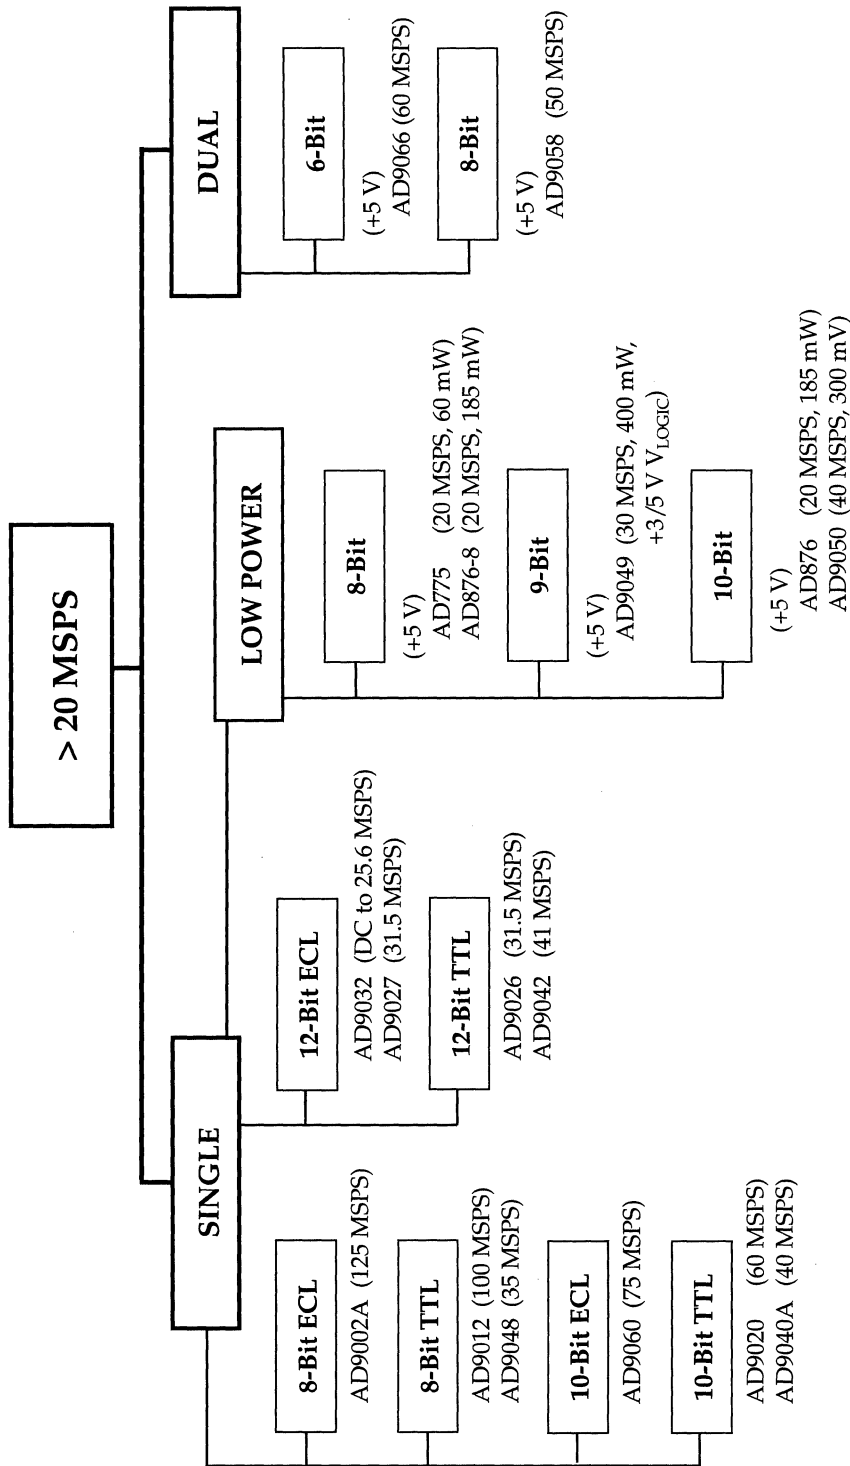 > 20 MSPS
SINGLE
8-Bit ECL
AD9002A (125 MSPS)
8-Bit TTL
AD9012 (100 MSPS)
AD9048 (35 MSPS)
10-Bit ECL
AD9060 (75 MSPS)
10-Bit TTL
AD9020 (60 MSPS)
AD9040A (40 MSPS)
12-Bit ECL
AD9032 (DC to 25.6 MSPS)
AD9027 (31.5 MSPS)
12-Bit TTL
AD9026 (31.5 MSPS)
AD9042 (41 MSPS)
LOW POWER
8-Bit
(+5 V)
AD775 (20 MSPS, 60 mW)
AD876-8 (20 MSPS, 185 mW)
9-Bit
(+5 V)
AD9049 (30 MSPS, 400 mW,
+3/5 V VLOGIC)
10-Bit
(+5 V)
AD876 (20 MSPS, 185 mW)
AD9050 (40 MSPS, 300 mV)
DUAL
6-Bit
(+5 V)
AD9066 (60 MSPS)
8-Bit
(+5 V)
AD9058 (50 MSPS)